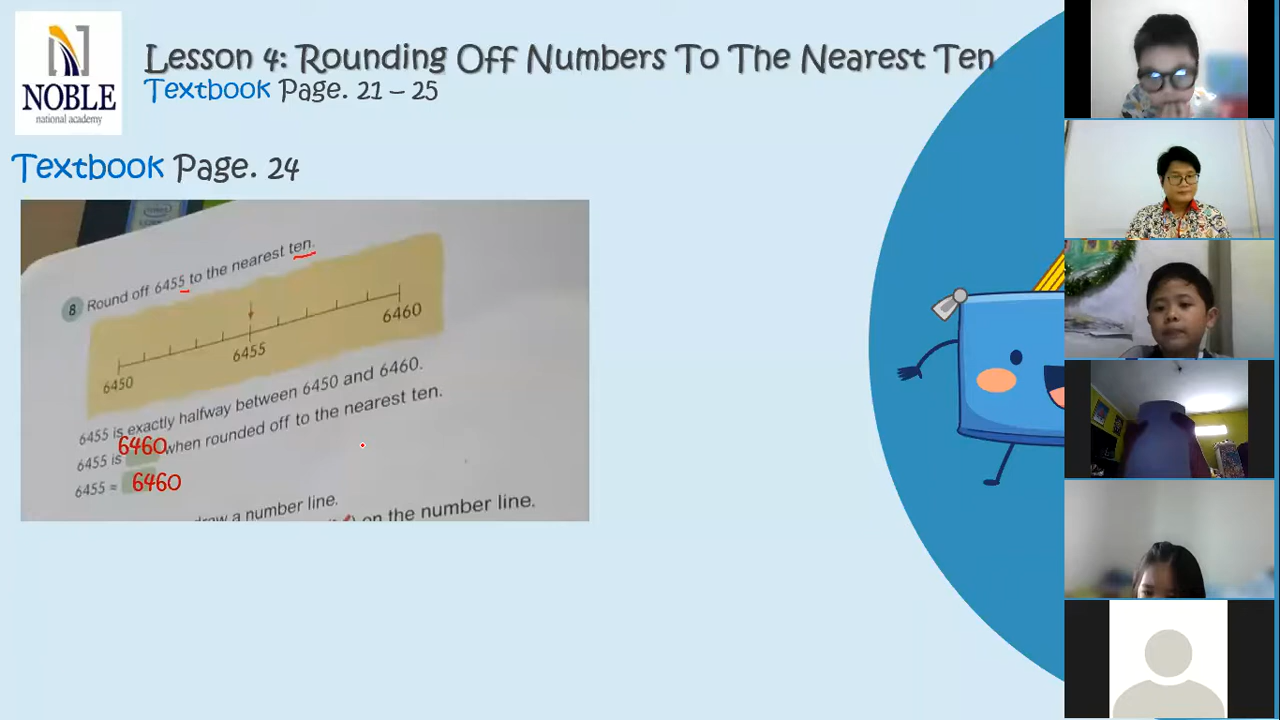 NOBLE
national academy
Lesson 4: Rounding Off Numbers To The Nearest Ten
Textbook Page. 21 – 25
Textbook Page. 24
8 Round off 6455 to the nearest ten.
6450 6455 6460
6455 is exactly halfway between 6450 and 6460.
6455 is 6460 when rounded off to the nearest ten.
6455 = 6460
draw a number line.
on the number line.